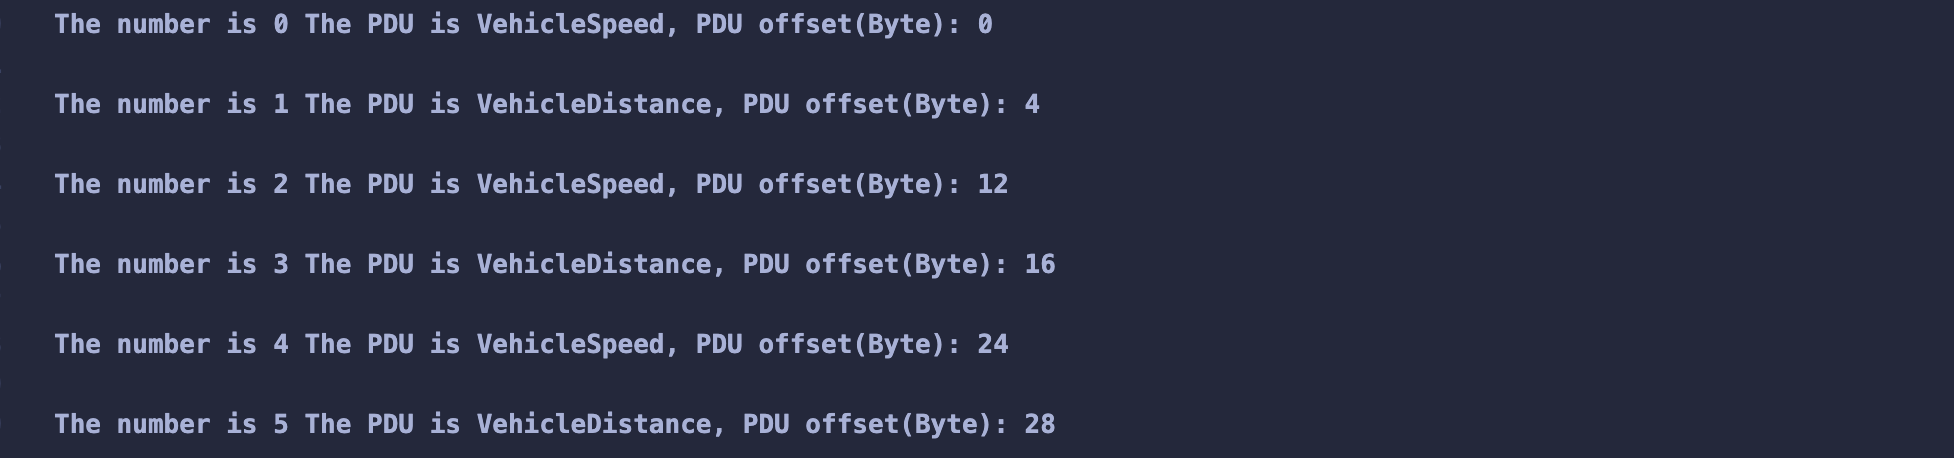 The number is 0 The PDU is VehicleSpeed, PDU offset(Byte): 0
The number is 1 The PDU is VehicleDistance, PDU offset(Byte): 4
The number is 2 The PDU is VehicleSpeed, PDU offset(Byte): 12
The number is 3 The PDU is VehicleDistance, PDU offset(Byte): 16
The number is 4 The PDU is VehicleSpeed, PDU offset(Byte): 24
The number is 5 The PDU is VehicleDistance, PDU offset(Byte): 28